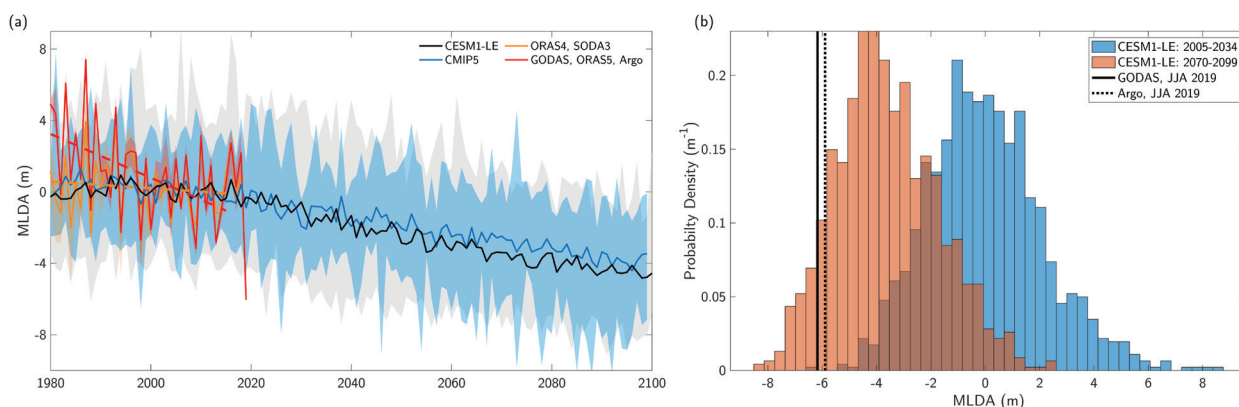 (a)
CESM1-LE
CMIP5
ORAS4, SODA3
GODAS, ORAS5, Argo
MLDA (m)
8
4
0
-4
-8
1980
2000
2020
2040
2060
2080
2100
(b)
CESM1-LE: 2005-2034
CESM1-LE: 2070-2099
GODAS, JJA 2019
Argo, JJA 2019
Probablity Density (m-1)
0.2
0.15
0.1
0.05
0
-8
-6
-4
-2
0
2
4
6
8
MLDA (m)